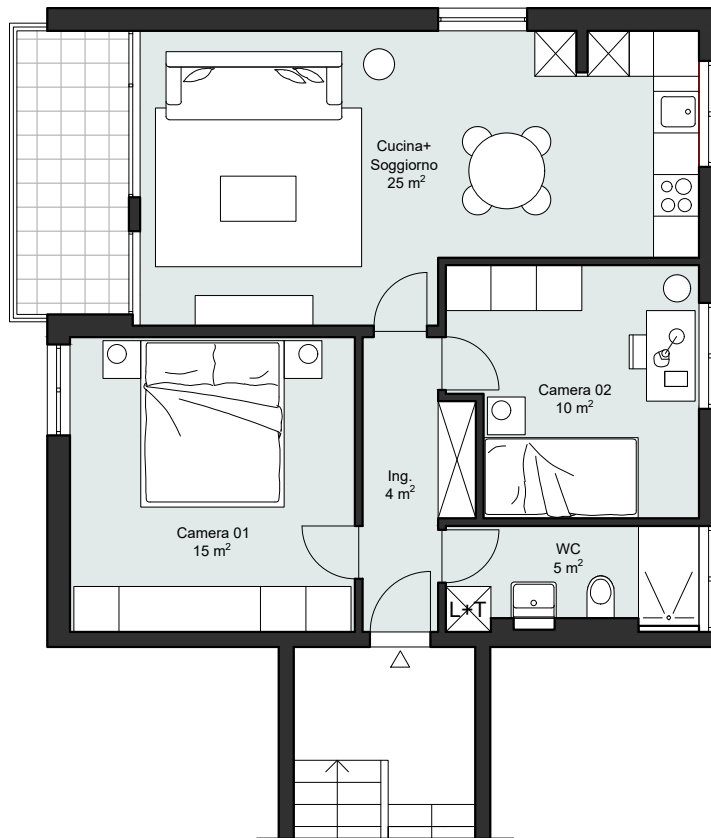 Cucina+
Soggiorno
25 m²
Camera 02
10 m²
Ing.
4 m²
Camera 01
15 m²
WC
5 m²
L+T